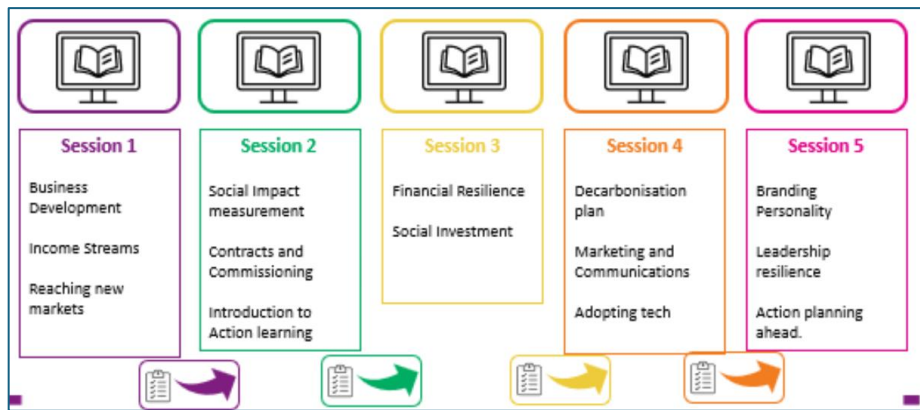 Session 1
Business
Development
Income Streams
Reaching new
markets
Session 2
Social Impact
measurement
Contracts and
Commissioning
Introduction to
Action learning
Session 3
Financial Resilience
Social Investment
Session 4
Decarbonisation
plan
Marketing and
Communications
Adopting tech
Session 5
Branding
Personality
Leadership
resilience
Action planning
ahead.